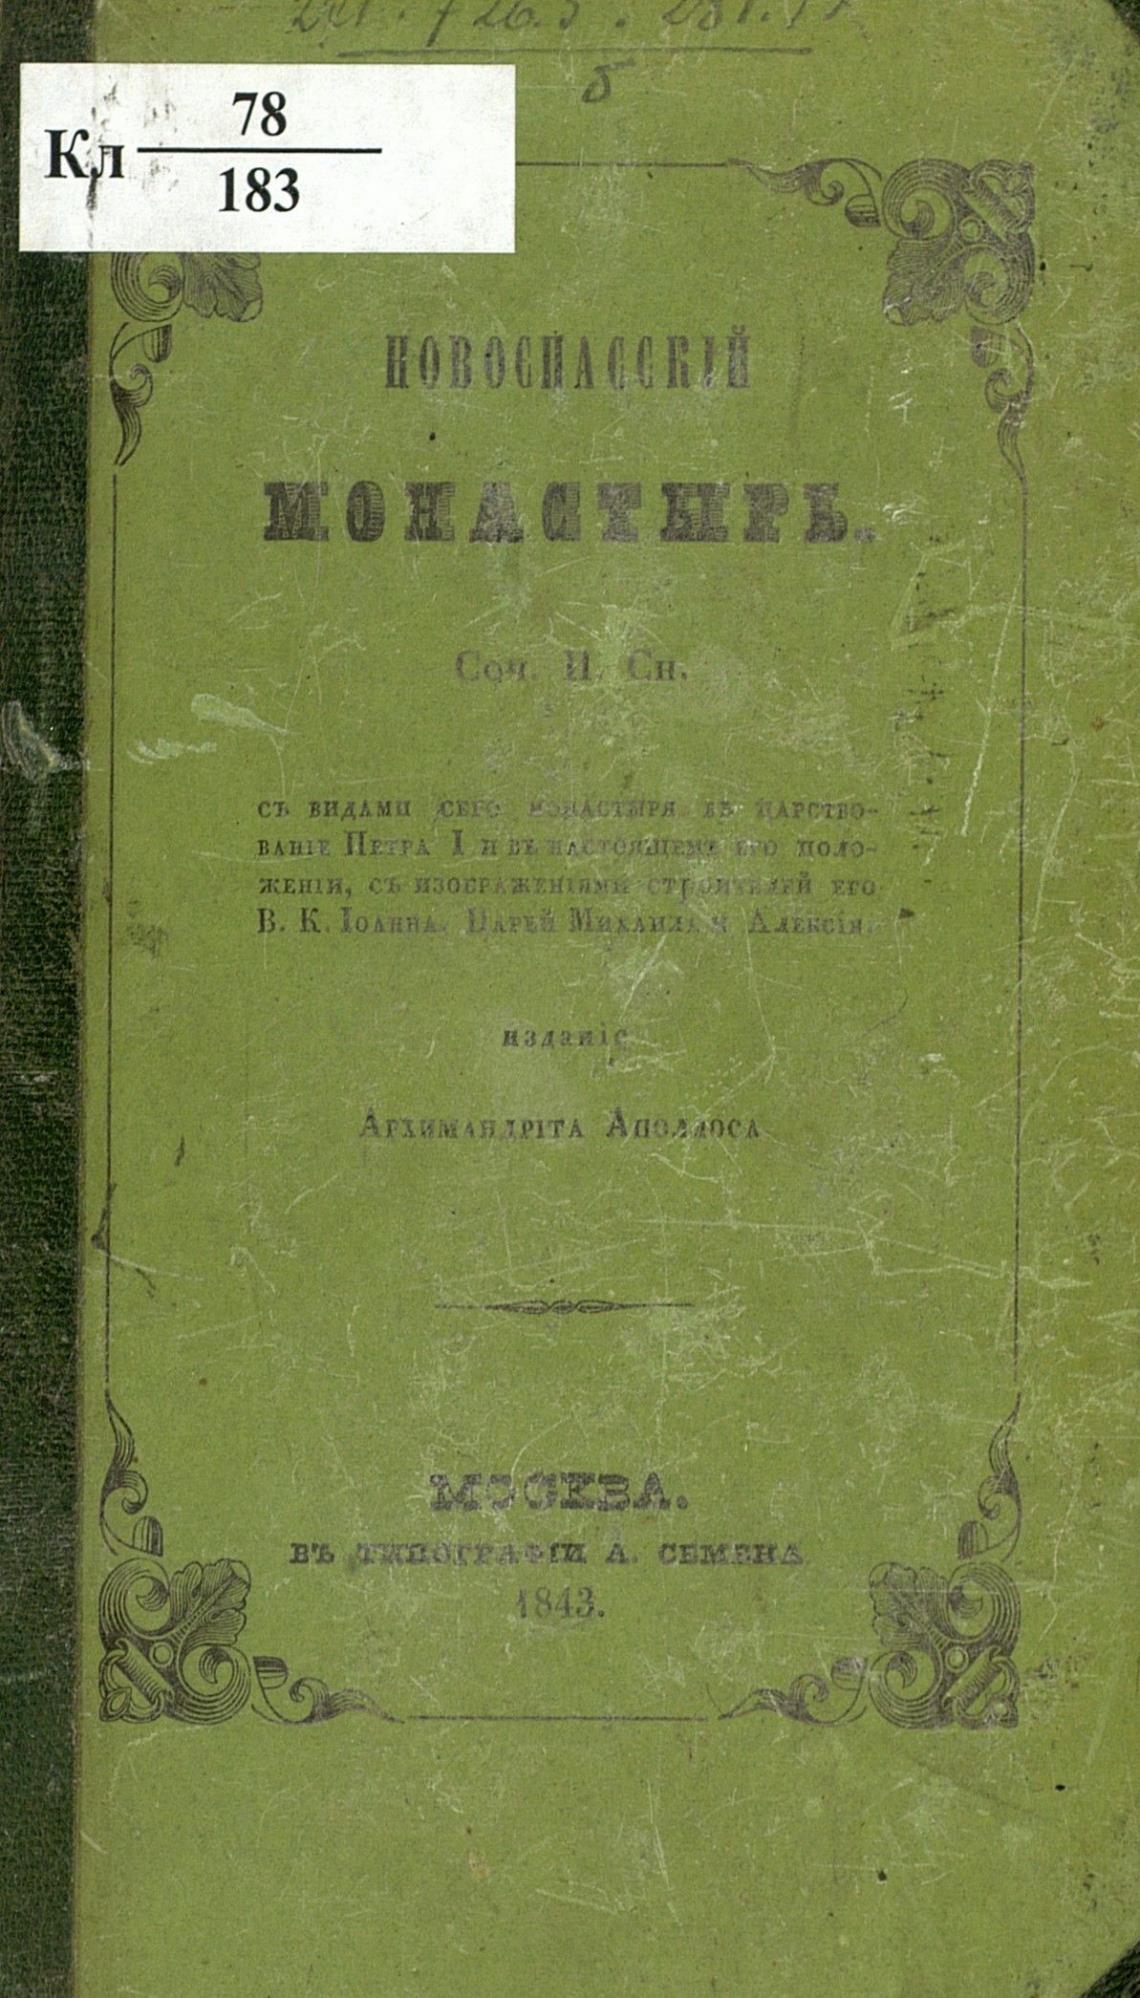 Кл 78
183
НОВОСПАССКІЙ
МОНАСТЫРЬ.
Соч. И. Сн.
СЪ ВИДАМИ СЕГО МОНАСТЫРЯ ВЪ ЦАРСТВО-
ВАНІЕ ПЕТРА I И ВЪ НАСТОЯЩЕМЪ ЕГО ПОЛО-
ЖЕНІИ, СЪ ИЗОБРАЖЕНІЯМИ СТРОИТЕЛЕЙ ЕГО
В. К. ІОАННА, ЦАРЕЙ МИХАИЛА И АЛЕКСІЯ.
изданіе
АРХИМАНДРІТА АПОЛЛОСА
МОСКВА.
ВЪ ТИПОГРАФІИ А. СЕМЕНА
1843.